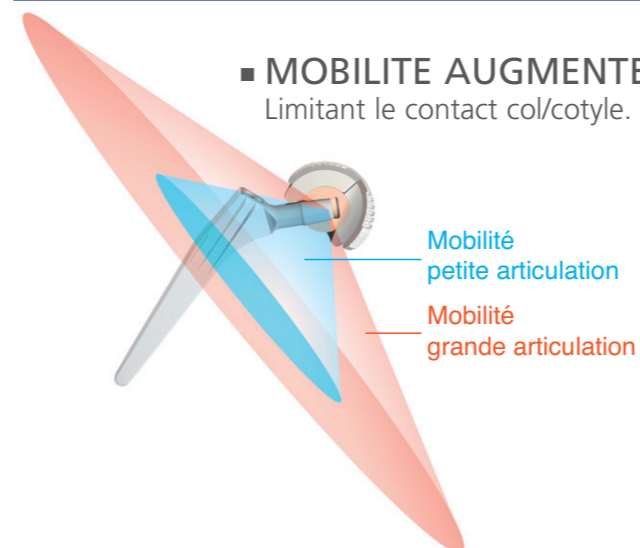 ▪ MOBILITE AUGMENTE
Limitant le contact col/cotyle.
Mobilité
petite articulation
Mobilité
grande articulation